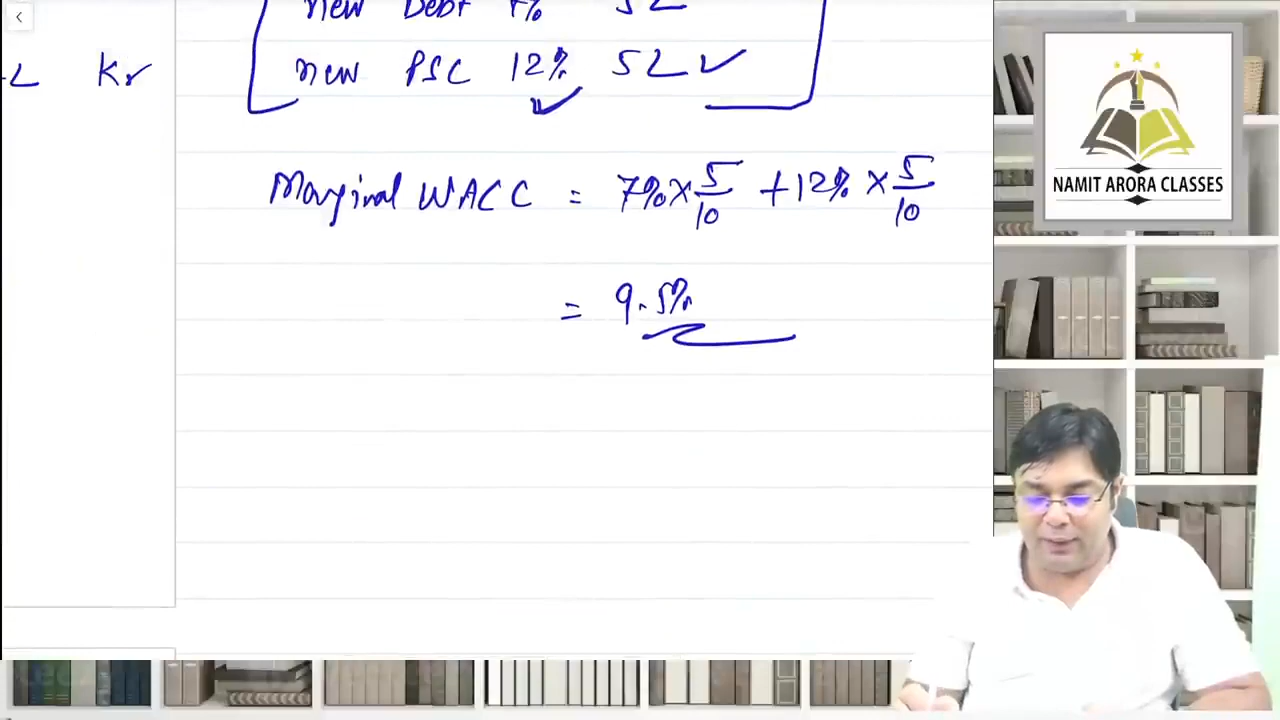 new Debt 7% 5L
L Kr
new PSC 12% 5L
Marginal WACC = 7% × 5/10 + 12% × 5/10
= 9.5%
NAMIT ARORA CLASSES